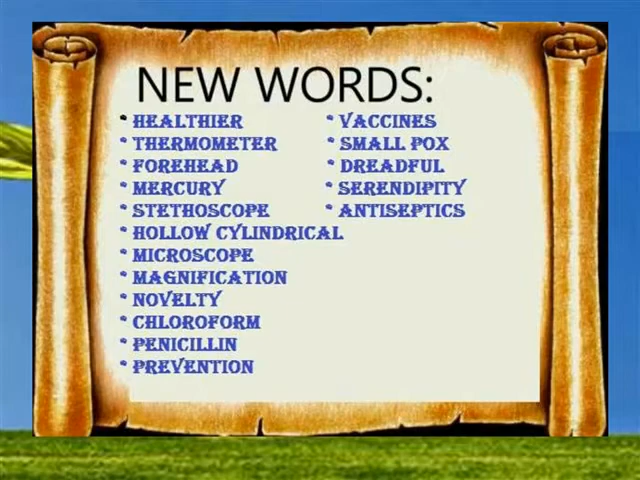 NEW WORDS:
* HEALTHIER * VACCINES
* THERMOMETER * SMALL POX
* FOREHEAD * DREADFUL
* MERCURY * SERENDIPITY
* STETHOSCOPE * ANTISEPTICS
* HOLLOW CYLINDRICAL
* MICROSCOPE
* MAGNIFICATION
* NOVELTY
* CHLOROFORM
* PENICILLIN
* PREVENTION